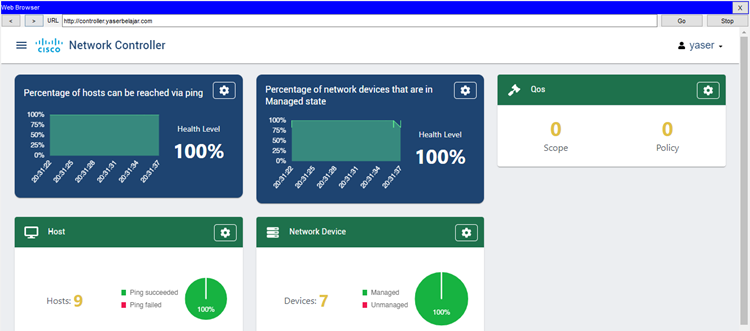 Web Browser X
< > URL http://controller.yaserbelajar.com Go Stop
CISCO Network Controller yaser
Percentage of hosts can be reached via ping
100%
75%
50%
25%
0%
20:31:22 20:31:25 20:31:28 20:31:31 20:31:34 20:31:37
Health Level
100%
Percentage of network devices that are in
Managed state
100%
75%
50%
25%
0%
20:31:22 20:31:25 20:31:28 20:31:31 20:31:34 20:31:37
Health Level
100%
Qos
0 0
Scope Policy
Host
Hosts: 9
Ping succeeded
Ping failed
100%
Network Device
Devices: 7
Managed
Unmanaged
100%